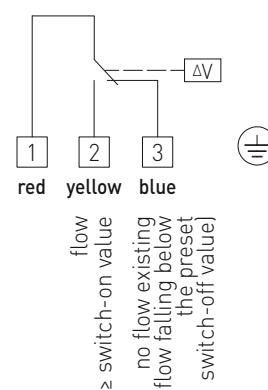 ΔV
1 2 3
red yellow blue
flow
≥ switch-on value
no flow existing
flow falling below
the preset
switch-off value)